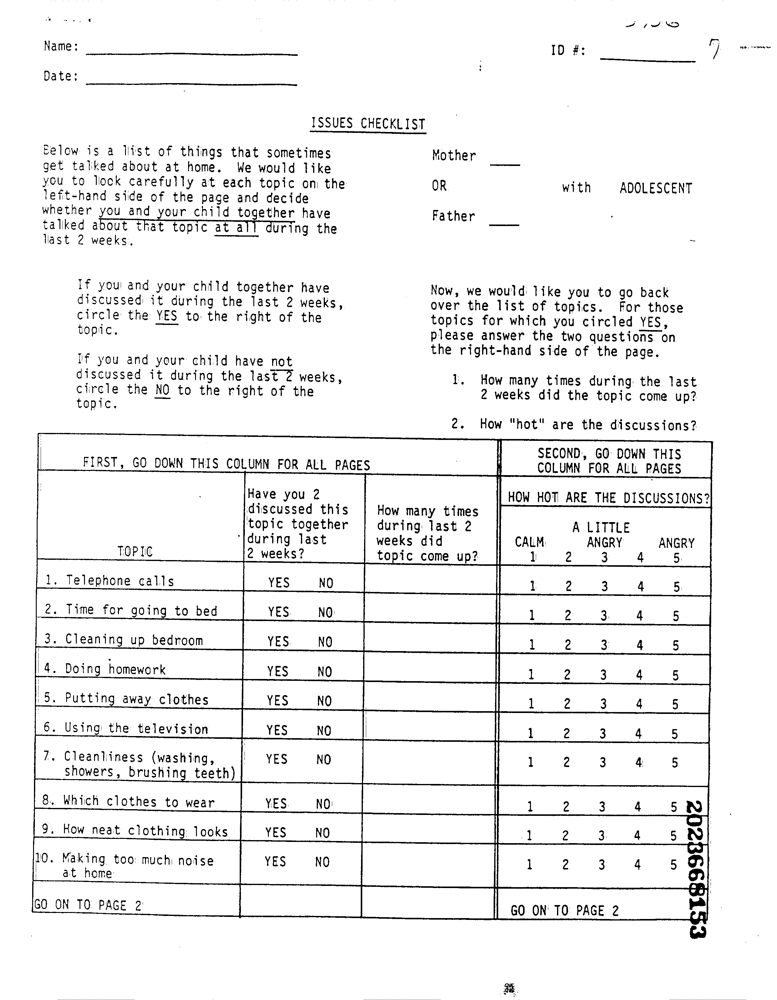 Name:
ID #: 7
Date:
ISSUES CHECKLIST
Below is a list of things that sometimes
get talked about at home. We would like
you to look carefully at each topic on the
left-hand side of the page and decide
whether you and your child together have
talked about that topic at all during the
last 2 weeks.
Mother
OR with ADOLESCENT
Father
If you and your child together have
discussed it during the last 2 weeks,
circle the YES to the right of the
topic.
If you and your child have not
discussed it during the last 2 weeks,
circle the NO to the right of the
topic.
Now, we would like you to go back
over the list of topics. For those
topics for which you circled YES,
please answer the two questions on
the right-hand side of the page.
1. How many times during the last
2 weeks did the topic come up?
2. How "hot" are the discussions?
FIRST, GO DOWN THIS COLUMN FOR ALL PAGES
SECOND, GO DOWN THIS
COLUMN FOR ALL PAGES
TOPIC
Have you 2
discussed this
topic together
during last
2 weeks?
How many times
during last 2
weeks did
topic come up?
HOW HOT ARE THE DISCUSSIONS?
A LITTLE
CALM ANGRY ANGRY
1 2 3 4 5
1. Telephone calls YES NO 1 2 3 4 5
2. Time for going to bed YES NO 1 2 3 4 5
3. Cleaning up bedroom YES NO 1 2 3 4 5
4. Doing homework YES NO 1 2 3 4 5
5. Putting away clothes YES NO 1 2 3 4 5
6. Using the television YES NO 1 2 3 4 5
7. Cleanliness (washing, YES NO 1 2 3 4 5
showers, brushing teeth)
8. Which clothes to wear YES NO 1 2 3 4 5
9. How neat clothing looks YES NO 1 2 3 4 5
10. Making too much noise YES NO 1 2 3 4 5
at home
GO ON TO PAGE 2 GO ON TO PAGE 2
2023668153